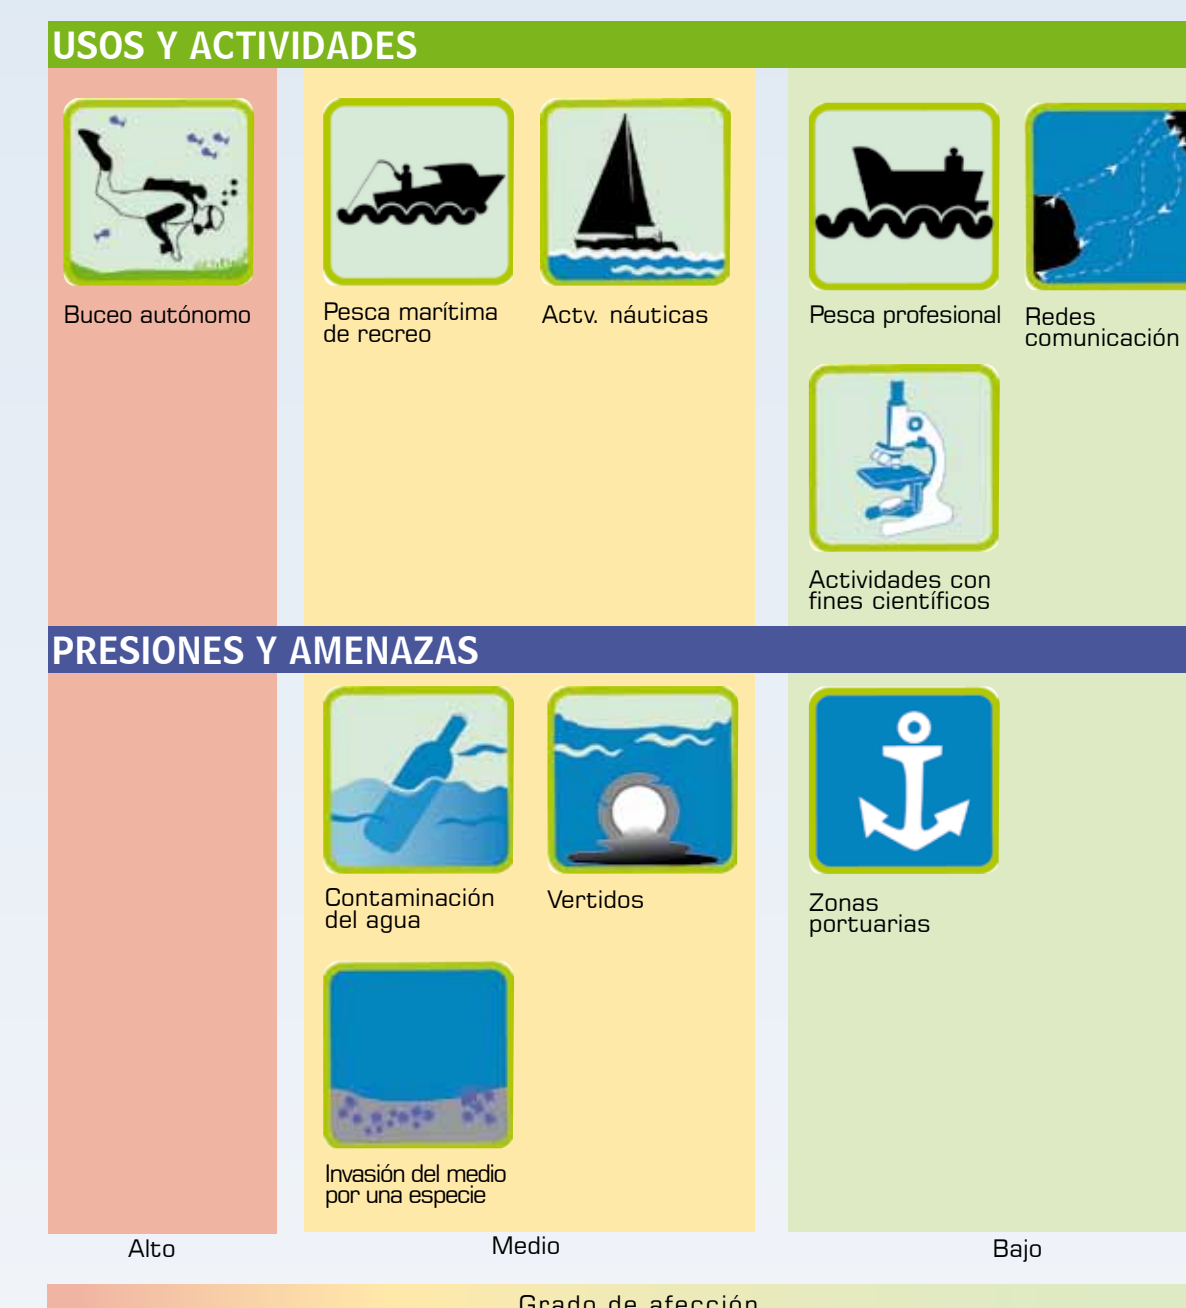 USOS Y ACTIVIDADES
Buceo autónomo
Pesca marítima
de recreo
Actv. náuticas
Pesca profesional
Redes
comunicación
Actividades con
fines científicos
PRESIONES Y AMENAZAS
Contaminación
del agua
Vertidos
Zonas
portuarias
Invasión del medio
por una especie
Alto
Medio
Bajo
Grado de afección